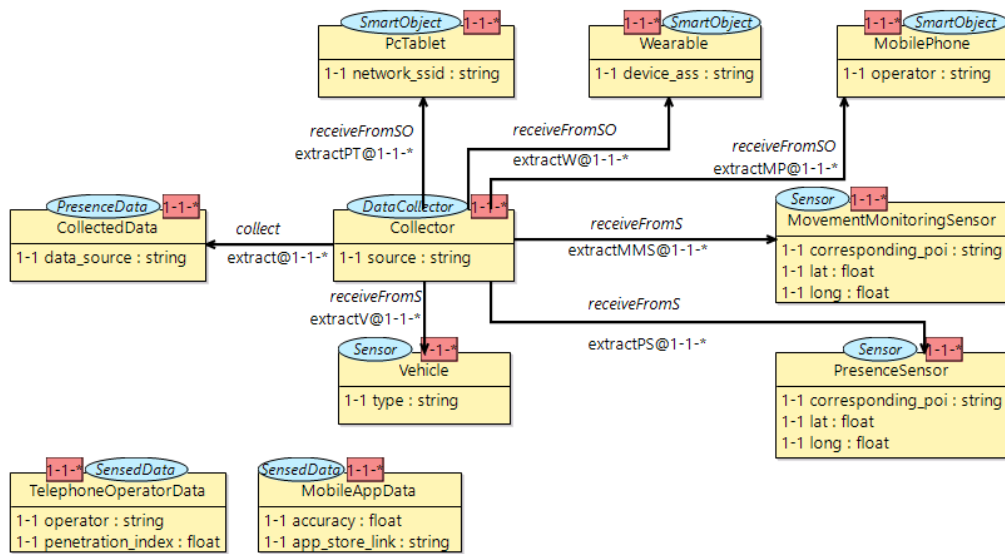 SmartObject 1-1-*
PcTablet
1-1 network_ssid : string
1-1-* SmartObject
Wearable
1-1 device_ass : string
1-1-* SmartObject
MobilePhone
1-1 operator : string
receiveFromSO
extractPT@1-1-*
receiveFromSO
extractW@1-1-*
receiveFromSO
extractMP@1-1-*
PresenceData 1-1-*
CollectedData
1-1 data_source : string
collect
extract@1-1-*
DataCollector 1-1-*
Collector
1-1 source : string
receiveFromS
extractMMS@1-1-*
Sensor 1-1-*
MovementMonitoringSensor
1-1 corresponding_poi : string
1-1 lat : float
1-1 long : float
receiveFromS
extractV@1-1-*
receiveFromS
extractPS@1-1-*
Sensor 1-1-*
Vehicle
1-1 type : string
Sensor 1-1-*
PresenceSensor
1-1 corresponding_poi : string
1-1 lat : float
1-1 long : float
1-1-* SensedData
TelephoneOperatorData
1-1 operator : string
1-1 penetration_index : float
SensedData 1-1-*
MobileAppData
1-1 accuracy : float
1-1 app_store_link : string